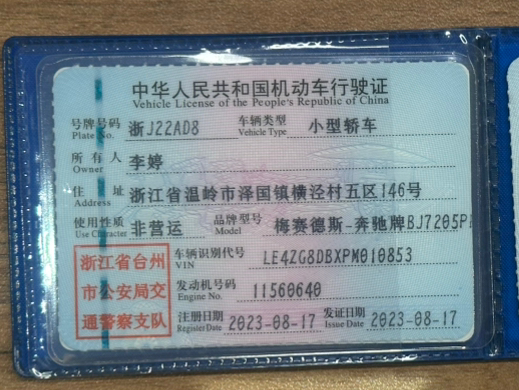 中华人民共和国机动车行驶证
Vehicle License of the People's Republic of China
号牌号码 浙J22AD8 车辆类型 小型轿车
Plate No. Vehicle Type
所有人 李婷
Owner
住址 浙江省温岭市泽国镇横泾村五区146号
Address
使用性质 非营运 品牌型号 梅赛德斯-奔驰牌BJ7205P
Use Character Model
浙江省台州
市公安局交
通警察支队
车辆识别代号 LE4ZG8DBXPM010853
VIN
发动机号码 11560640
Engine No.
注册日期 2023-08-17 发证日期 2023-08-17
Register Date Issue Date